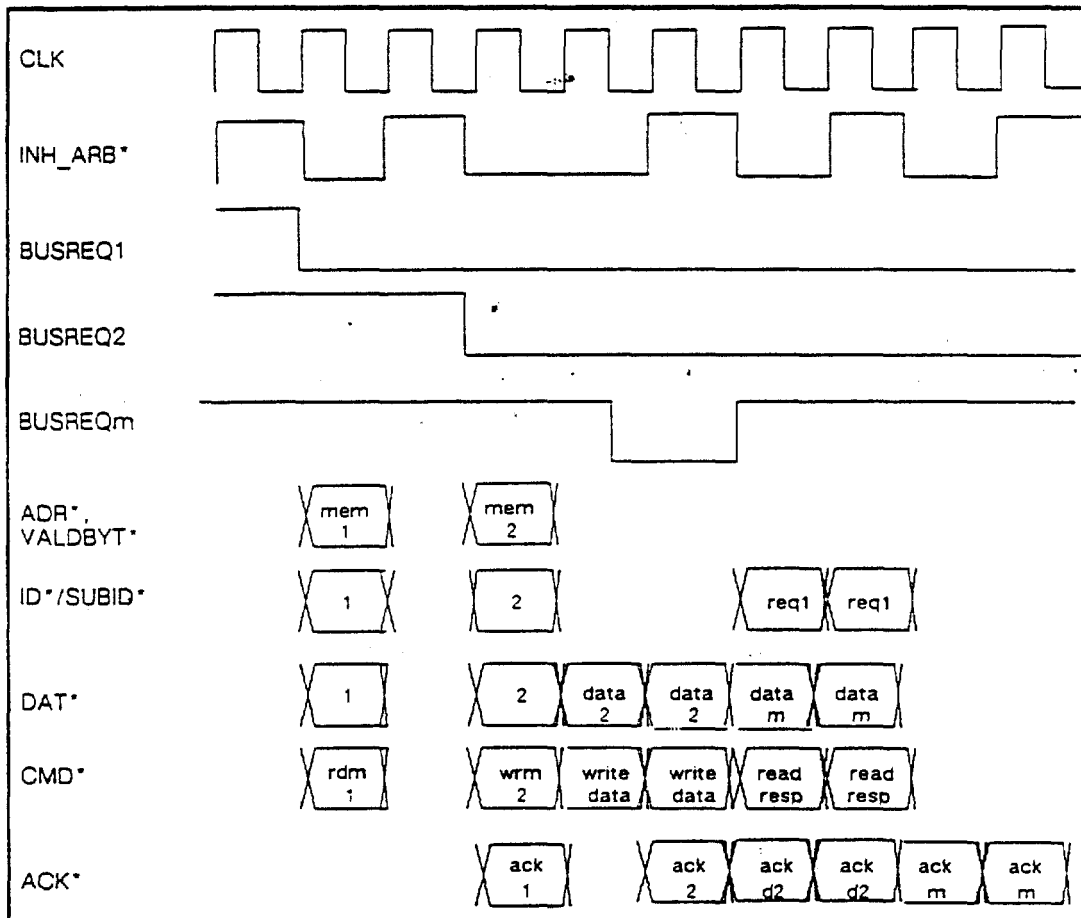 CLK
INH_ARB*
BUSREQ1
BUSREQ2
BUSREQm
ADR*,
VALDBYT*
mem
1
mem
2
ID*/SUBID*
1
2
req1
req1
DAT*
1
2
data
2
data
2
data
m
data
m
CMD*
rdm
1
wrm
2
write
data
write
data
read
resp
read
resp
ACK*
ack
1
ack
2
ack
d2
ack
d2
ack
m
ack
m